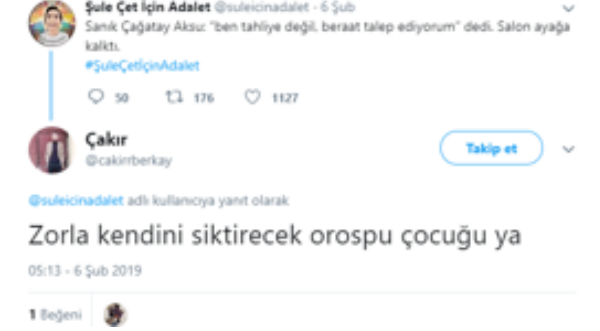 Şule Çet İçin Adalet @suleicinadalet · 6 Şub
Sanık Çağatay Aksu: "ben tahliye değil, beraat talep ediyorum" dedi. Salon ayağa
kalktı.
#ŞuleÇetİçinAdalet
50 176 1127
Çakır
@cakirrberkay
Takip et
@suleicinadalet adlı kullanıcıya yanıt olarak
Zorla kendini siktirecek orospu çocuğu ya
05:13 - 6 Şub 2019
1 Beğeni